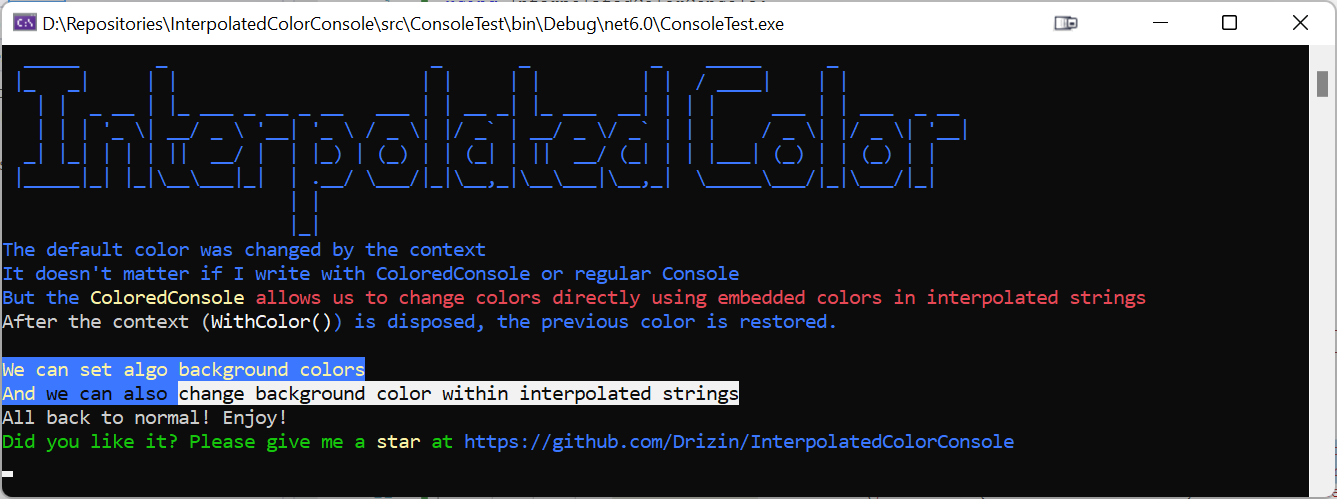 D:\Repositories\InterpolatedColorConsole\src\ConsoleTest\bin\Debug\net6.0\ConsoleTest.exe
Interpolated Color
The default color was changed by the context
It doesn't matter if I write with ColoredConsole or regular Console
But the ColoredConsole allows us to change colors directly using embedded colors in interpolated strings
After the context (WithColor()) is disposed, the previous color is restored.
We can set algo background colors
And we can also change background color within interpolated strings
All back to normal! Enjoy!
Did you like it? Please give me a star at https://github.com/Drizin/InterpolatedColorConsole